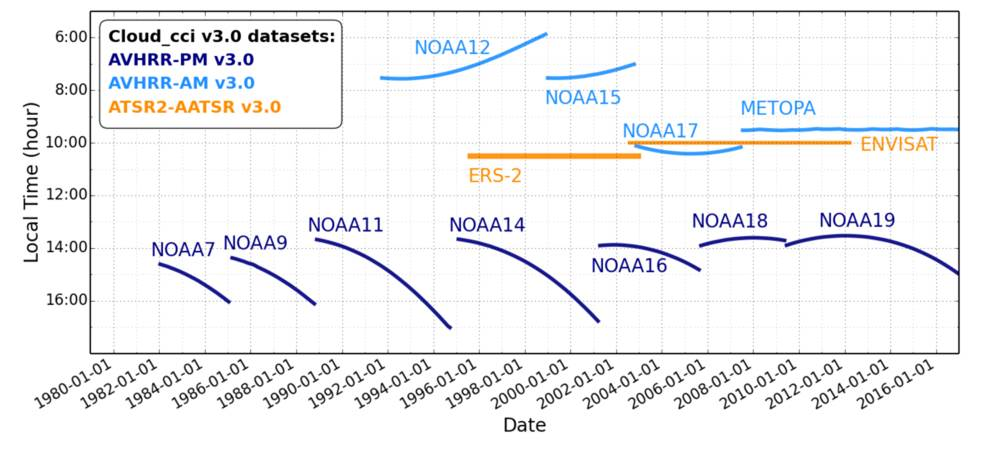 Cloud_cci v3.0 datasets:
AVHRR-PM v3.0
AVHRR-AM v3.0
ATSR2-AATSR v3.0
6:00
8:00
10:00
12:00
14:00
16:00
Local Time (hour)
NOAA12
NOAA15
METOPA
NOAA17
ENVISAT
ERS-2
NOAA7
NOAA9
NOAA11
NOAA14
NOAA16
NOAA18
NOAA19
1980-01-01
1982-01-01
1984-01-01
1986-01-01
1988-01-01
1990-01-01
1992-01-01
1994-01-01
1996-01-01
1998-01-01
2000-01-01
2002-01-01
2004-01-01
2006-01-01
2008-01-01
2010-01-01
2012-01-01
2014-01-01
2016-01-01
Date